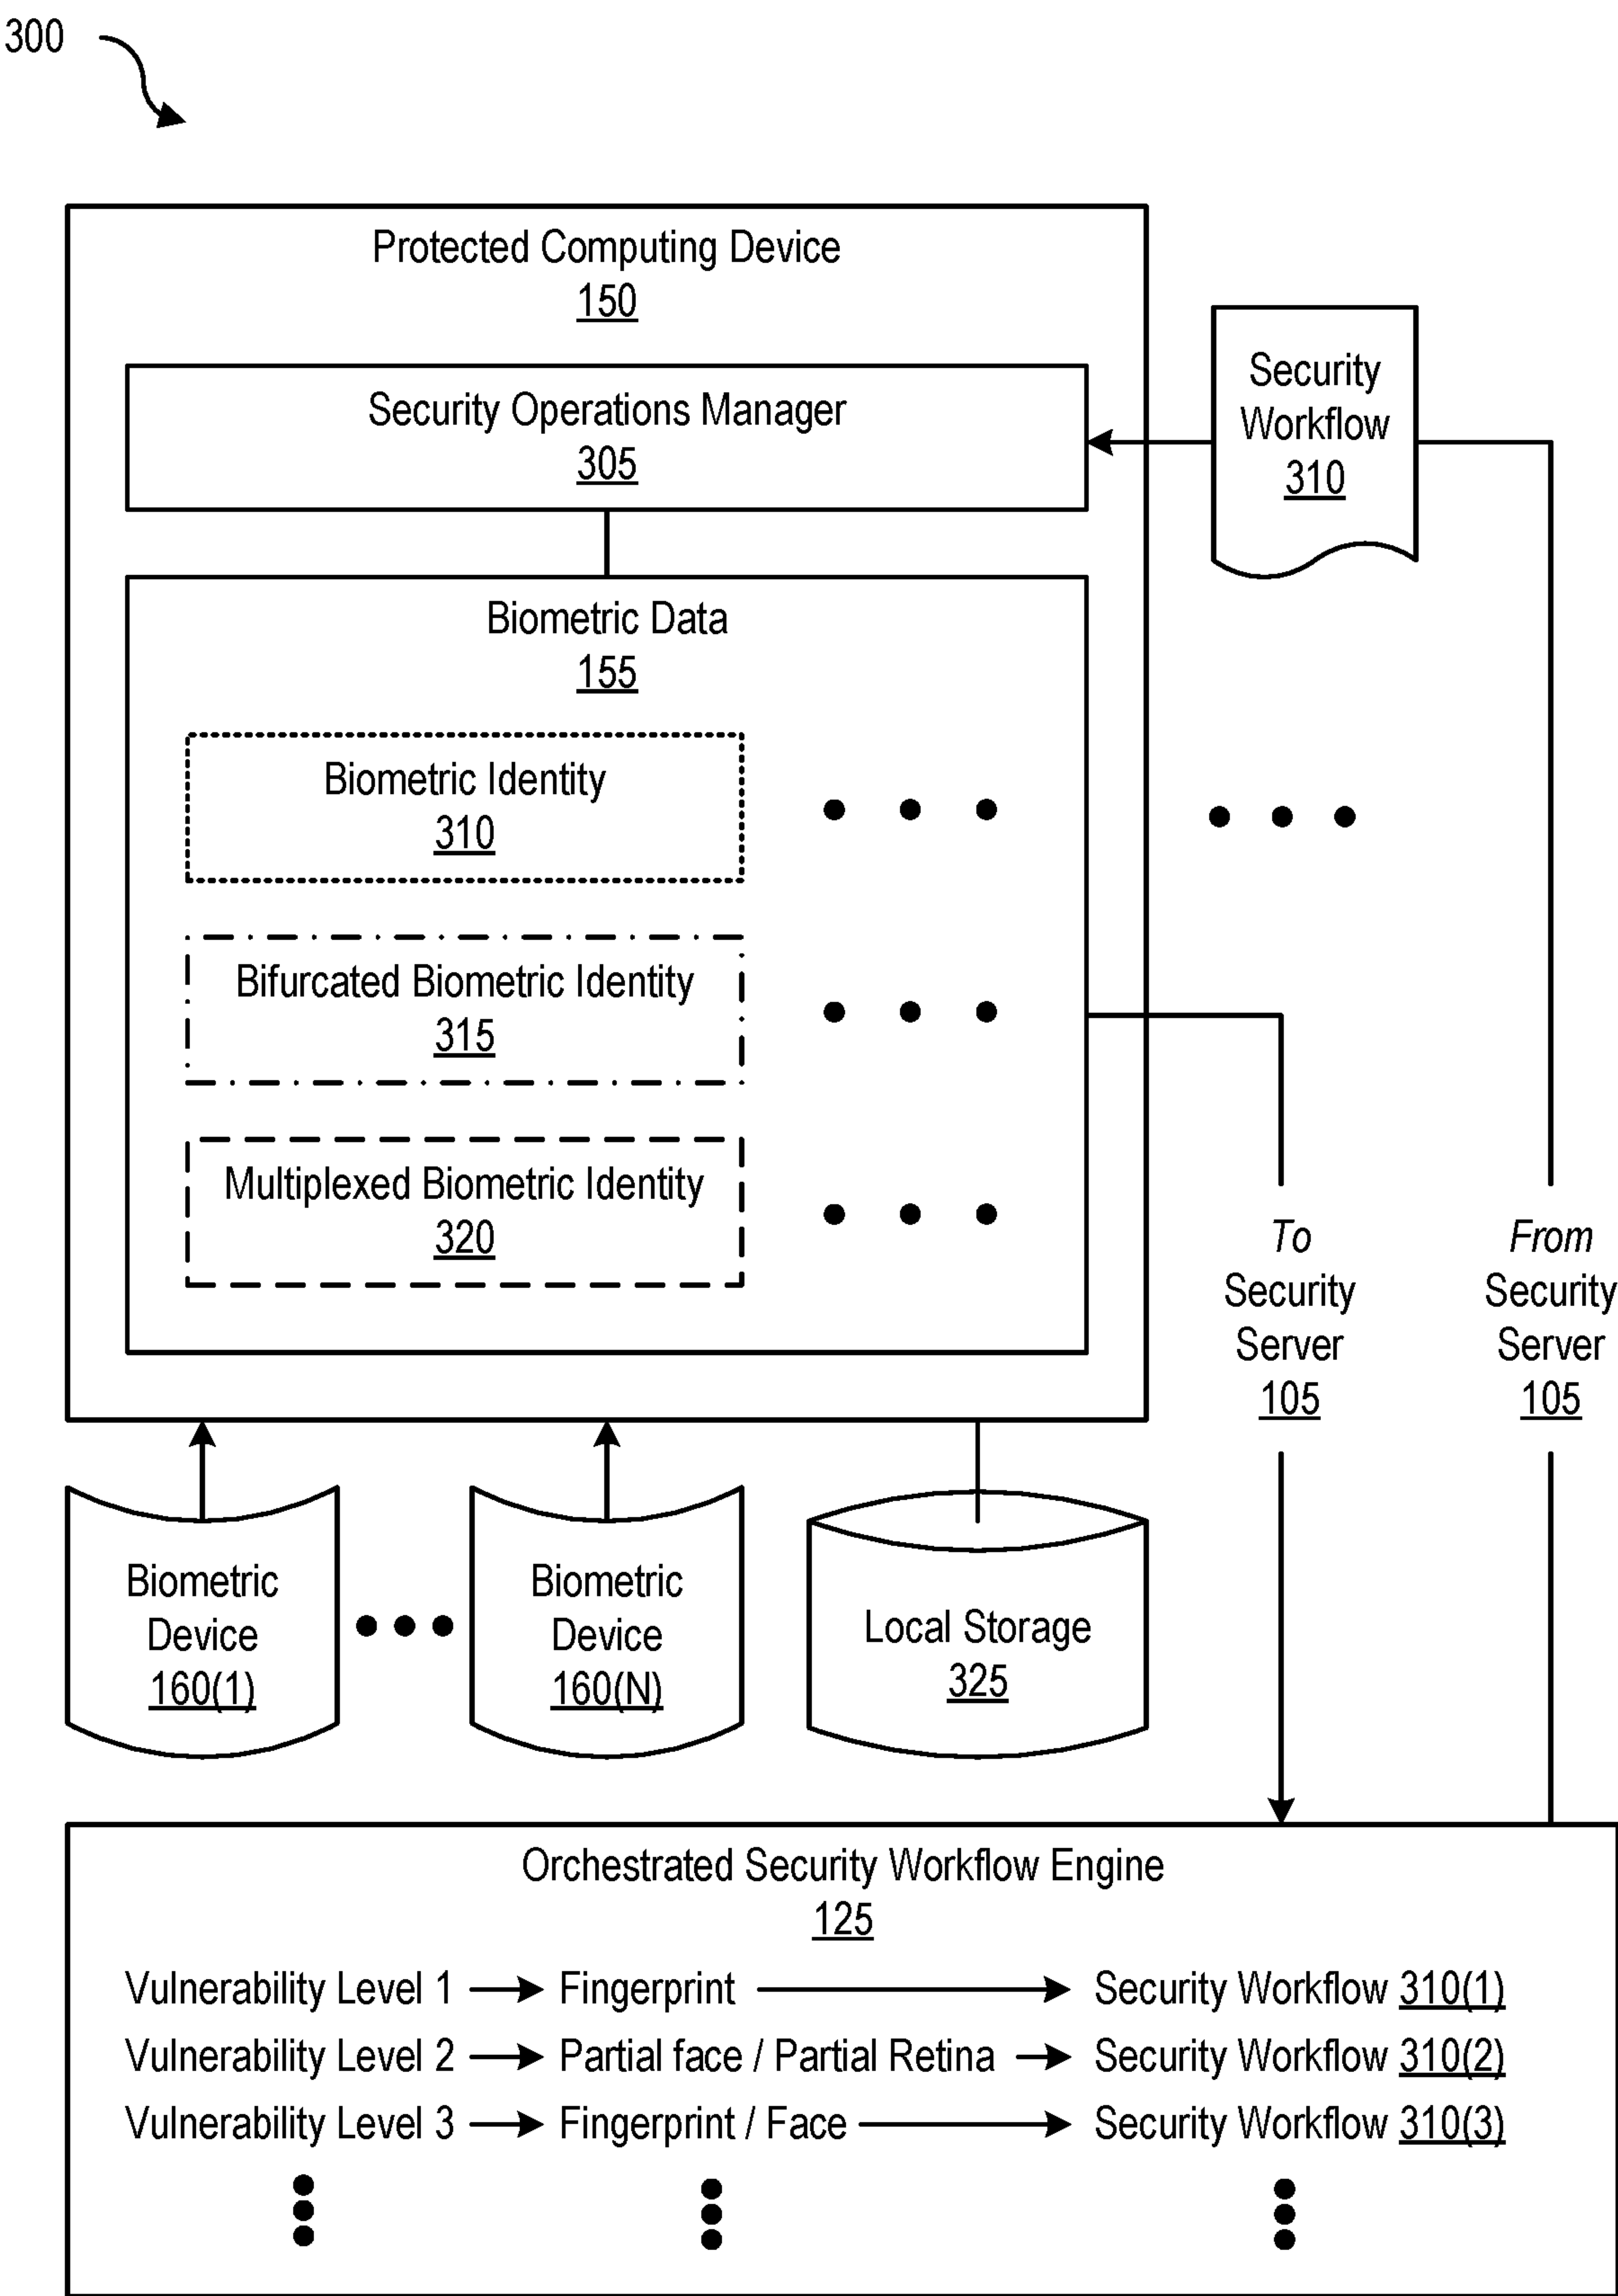 300
Protected Computing Device
150
Security Operations Manager
305
Security
Workflow
310
Biometric Data
155
Biometric Identity
310
Bifurcated Biometric Identity
315
Multiplexed Biometric Identity
320
To
Security
Server
105
From
Security
Server
105
Biometric
Device
160(1)
Biometric
Device
160(N)
Local Storage
325
Orchestrated Security Workflow Engine
125
Vulnerability Level 1 Fingerprint Security Workflow 310(1)
Vulnerability Level 2 Partial face / Partial Retina Security Workflow 310(2)
Vulnerability Level 3 Fingerprint / Face Security Workflow 310(3)